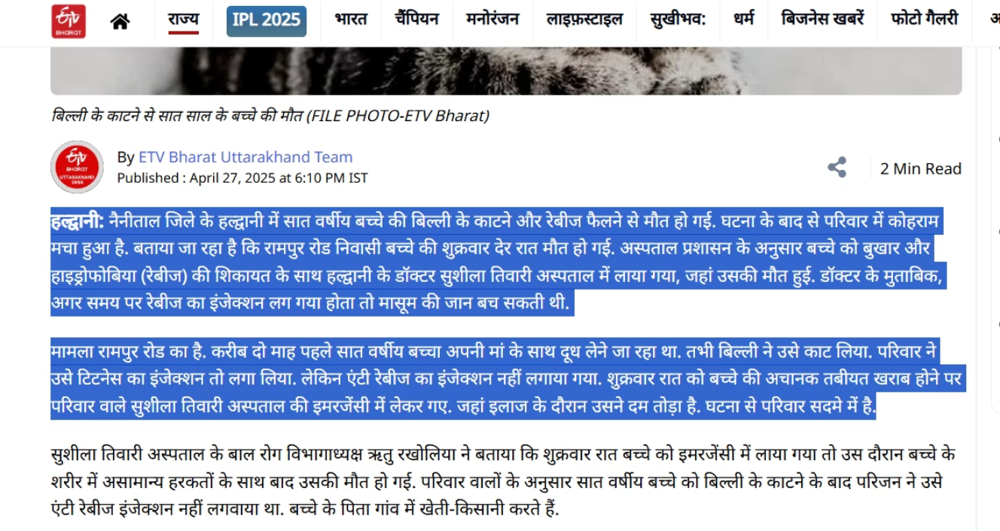 ETV BHARAT
राज्य IPL 2025 भारत चैंपियन मनोरंजन लाइफ़स्टाइल सुखीभव: धर्म बिजनेस खबरें फोटो गैलरी
बिल्ली के काटने से सात साल के बच्चे की मौत (FILE PHOTO-ETV Bharat)
ETV BHARAT UTTARAKHAND DESK
By ETV Bharat Uttarakhand Team
Published : April 27, 2025 at 6:10 PM IST
2 Min Read
हल्द्वानी: नैनीताल जिले के हल्द्वानी में सात वर्षीय बच्चे की बिल्ली के काटने और रेबीज फैलने से मौत हो गई. घटना के बाद से परिवार में कोहराम
मचा हुआ है. बताया जा रहा है कि रामपुर रोड निवासी बच्चे की शुक्रवार देर रात मौत हो गई. अस्पताल प्रशासन के अनुसार बच्चे को बुखार और
हाइड्रोफोबिया (रेबीज) की शिकायत के साथ हल्द्वानी के डॉक्टर सुशीला तिवारी अस्पताल में लाया गया, जहां उसकी मौत हुई. डॉक्टर के मुताबिक,
अगर समय पर रेबीज का इंजेक्शन लग गया होता तो मासूम की जान बच सकती थी.
मामला रामपुर रोड का है. करीब दो माह पहले सात वर्षीय बच्चा अपनी मां के साथ दूध लेने जा रहा था. तभी बिल्ली ने उसे काट लिया. परिवार ने
उसे टिटनेस का इंजेक्शन तो लगा लिया. लेकिन एंटी रेबीज का इंजेक्शन नहीं लगाया गया. शुक्रवार रात को बच्चे की अचानक तबीयत खराब होने पर
परिवार वाले सुशीला तिवारी अस्पताल की इमरजेंसी में लेकर गए. जहां इलाज के दौरान उसने दम तोड़ा है. घटना से परिवार सदमे में है.
सुशीला तिवारी अस्पताल के बाल रोग विभागाध्यक्ष ऋतु रखोलिया ने बताया कि शुक्रवार रात बच्चे को इमरजेंसी में लाया गया तो उस दौरान बच्चे के
शरीर में असामान्य हरकतों के साथ बाद उसकी मौत हो गई. परिवार वालों के अनुसार सात वर्षीय बच्चे को बिल्ली के काटने के बाद परिजन ने उसे
एंटी रेबीज इंजेक्शन नहीं लगवाया था. बच्चे के पिता गांव में खेती-किसानी करते हैं.